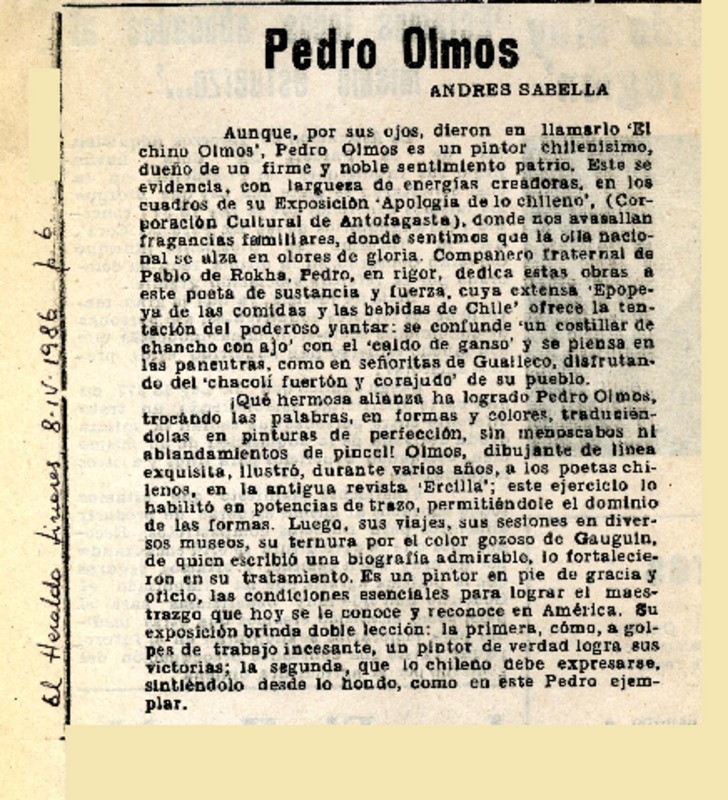 Pedro Olmos
ANDRES SABELLA
Aunque, por sus ojos, dieron en llamarlo 'El
chino Olmos', Pedro Olmos es un pintor chilenísimo,
dueño de un firme y noble sentimiento patrio. Este se
evidencia, con largueza de energías creadoras, en los
cuadros de su Exposición 'Apología de lo chileno', (Cor-
poración Cultural de Antofagasta), donde nos avasallan
fragancias familiares, donde sentimos que la olla nacio-
nal se alza en olores de gloria. Compañero fraternal de
Pablo de Rokha, Pedro, en rigor, dedica estas obras a
este poeta de sustancia y fuerza, cuya extensa 'Epope-
ya de las comidas y las bebidas de Chile' ofrece la ten-
tación del poderoso yantar: se confunde 'un costillar de
chancho con ajo' con el 'caldo de ganso' y se piensa en
las pancutras, como en señoritas de Gualleco, disfrutan-
do del 'chacolí fuertón y corajudo' de su pueblo.
¡Qué hermosa alianza ha logrado Pedro Olmos,
trocando las palabras, en formas y colores, traducién-
dolas en pinturas de perfección, sin menoscabos ni
ablandamientos de pincel! Olmos, dibujante de línea
exquisita, ilustró, durante varios años, a los poetas chi-
lenos, en la antigua revista 'Ercilla'; este ejercicio lo
habilitó en potencias de trazo, permitiéndole el dominio
de las formas. Luego, sus viajes, sus sesiones en diver-
sos museos, su ternura por el color gozoso de Gauguin,
de quien escribió una biografía admirable, lo fortalecie-
ron en su tratamiento. Es un pintor en pie de gracia y
oficio, las condiciones esenciales para lograr el maes-
trazgo que hoy se le conoce y reconoce en América. Su
exposición brinda doble lección: la primera, cómo, a gol-
pes de trabajo incesante, un pintor de verdad logra sus
victorias; la segunda, que lo chileno debe expresarse,
sintiéndolo desde lo hondo, como en este Pedro ejem-
plar.
El Heraldo Linares 8-IV-1986 p. 6